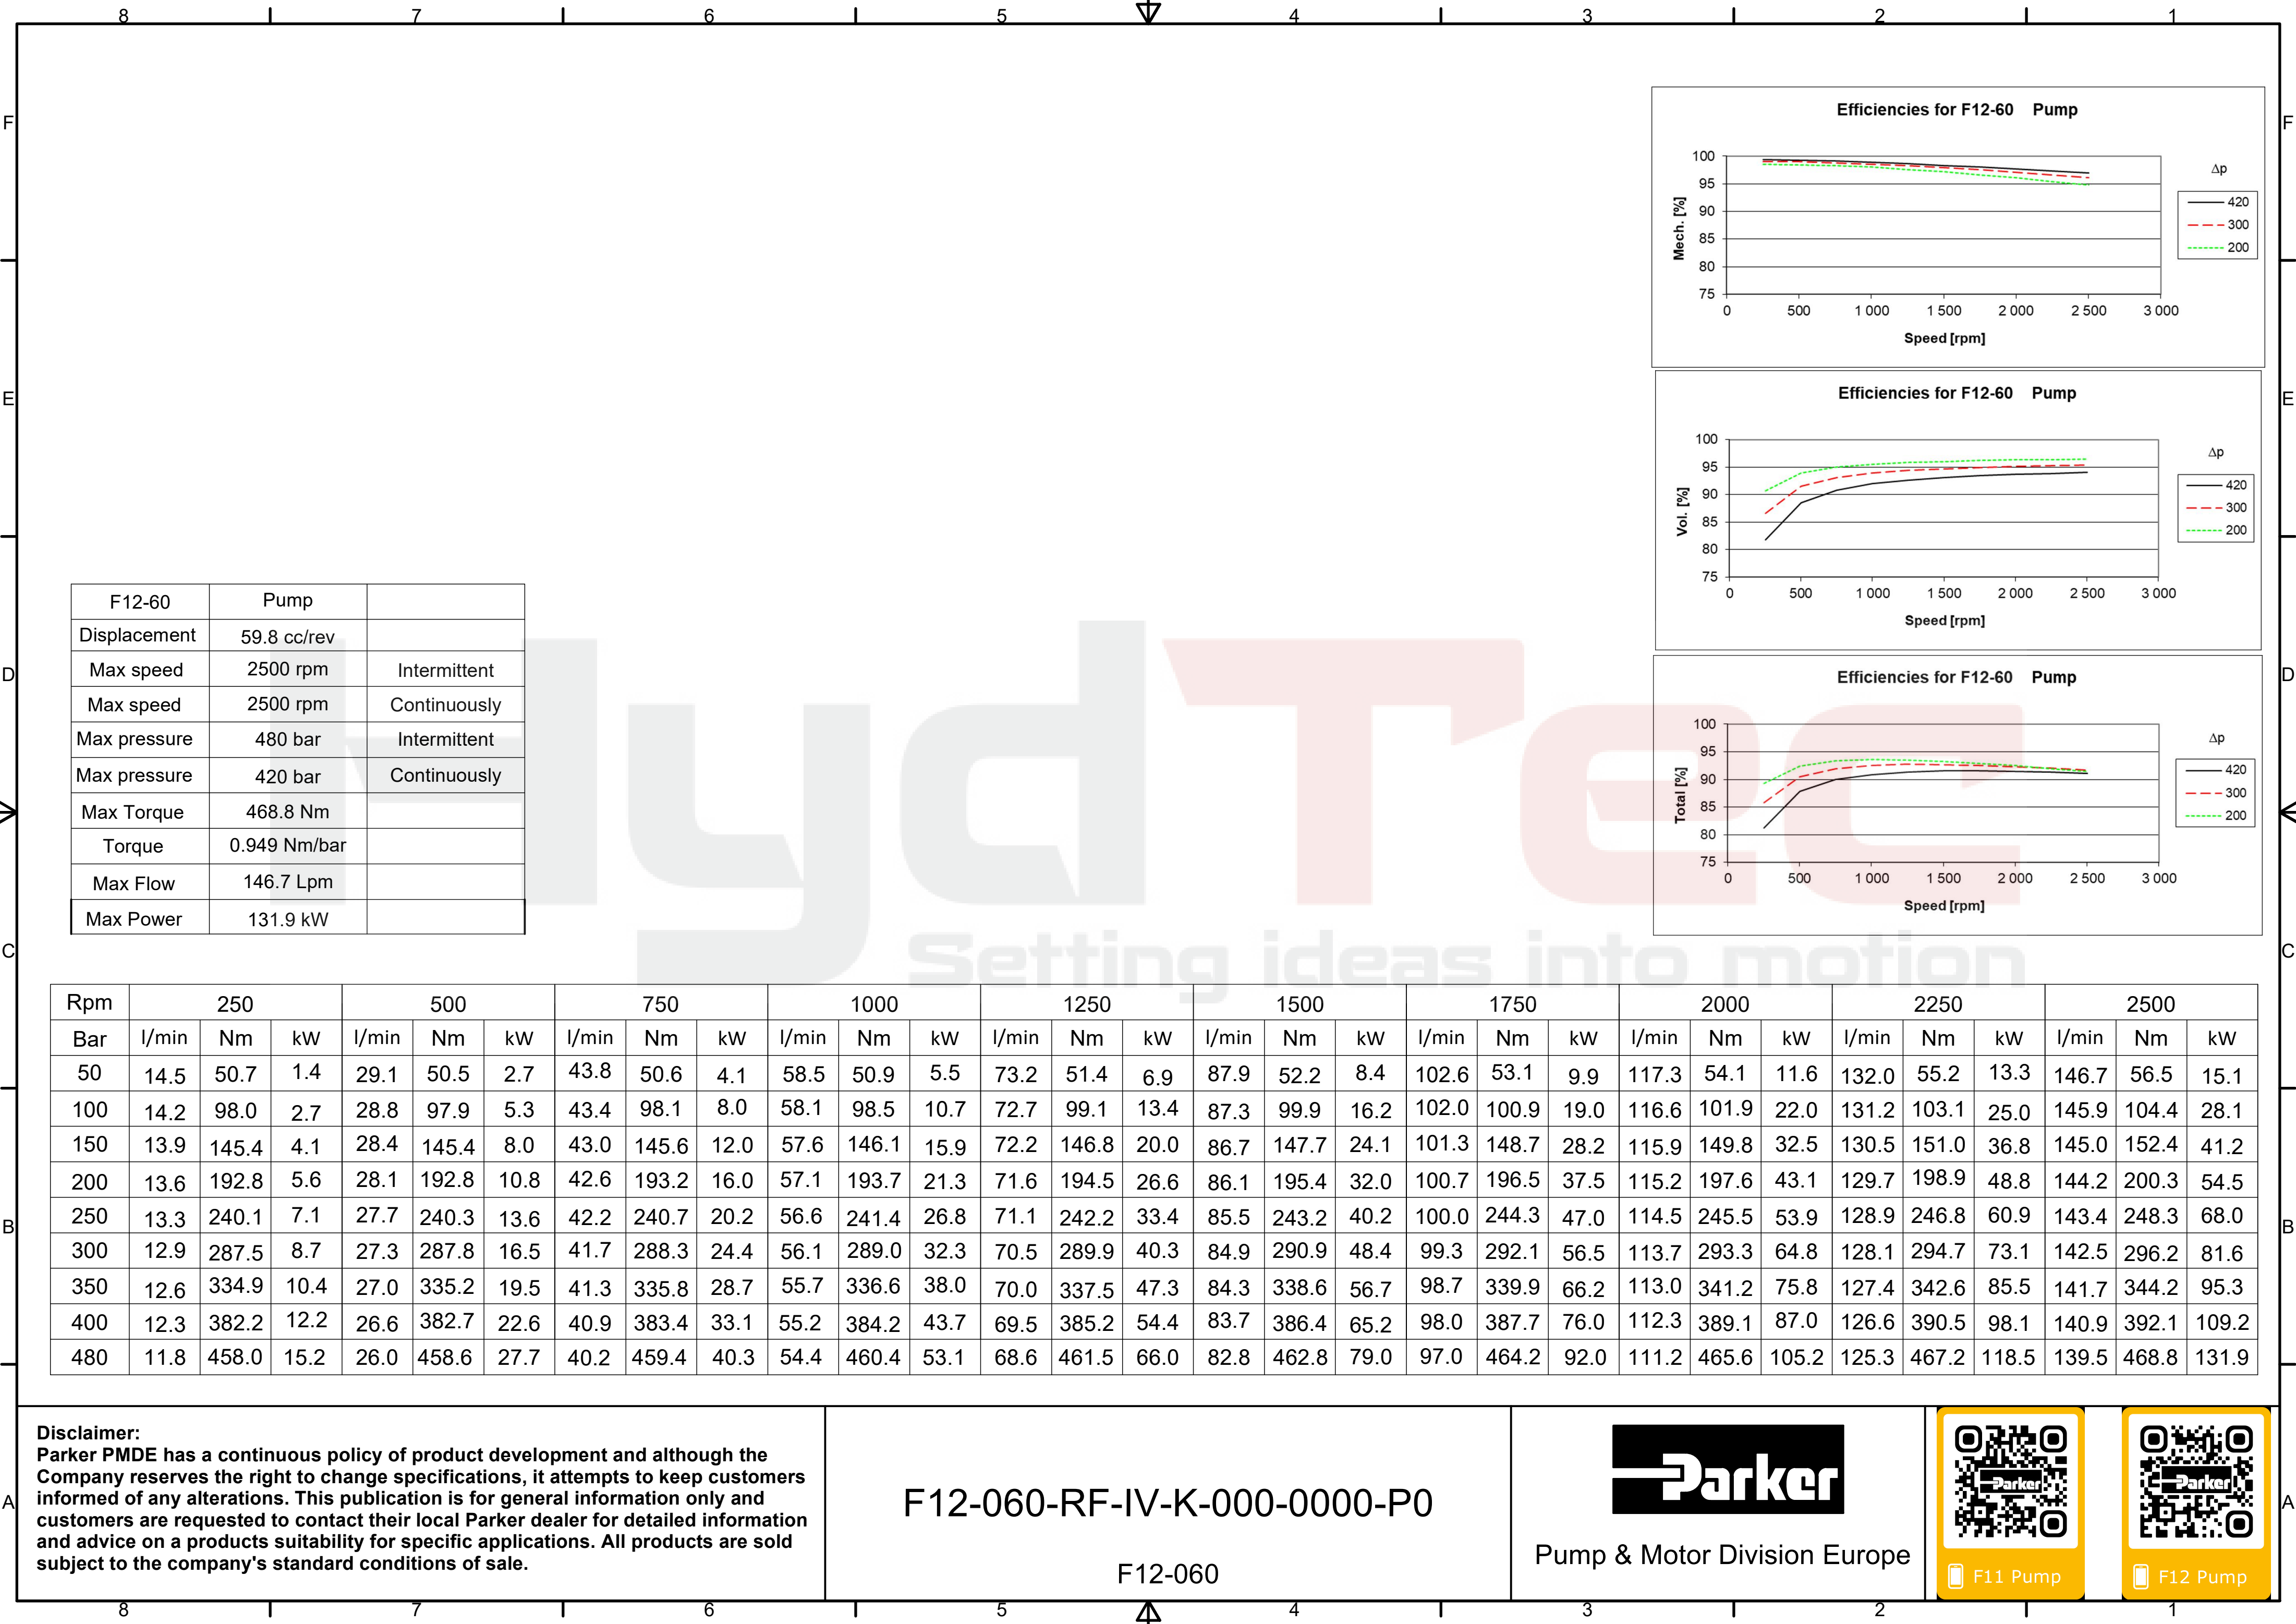 8 7 6 5 4 3 2 1
F
F
Efficiencies for F12-60 Pump
Mech. [%]
100
95
90
85
80
75
0 500 1 000 1 500 2 000 2 500 3 000
Speed [rpm]
Δp
420
300
200
E
E
Efficiencies for F12-60 Pump
Vol. [%]
100
95
90
85
80
75
0 500 1 000 1 500 2 000 2 500 3 000
Speed [rpm]
Δp
420
300
200
D
D
Efficiencies for F12-60 Pump
Total [%]
100
95
90
85
80
75
0 500 1 000 1 500 2 000 2 500 3 000
Speed [rpm]
Δp
420
300
200
F12-60 Pump
Displacement 59.8 cc/rev
Max speed 2500 rpm Intermittent
Max speed 2500 rpm Continuously
Max pressure 480 bar Intermittent
Max pressure 420 bar Continuously
Max Torque 468.8 Nm
Torque 0.949 Nm/bar
Max Flow 146.7 Lpm
Max Power 131.9 kW
HydTec
Setting ideas into motion
C
C
Rpm 250 500 750 1000 1250 1500 1750 2000 2250 2500
Bar l/min Nm kW l/min Nm kW l/min Nm kW l/min Nm kW l/min Nm kW l/min Nm kW l/min Nm kW l/min Nm kW l/min Nm kW l/min Nm kW
50 14.5 50.7 1.4 29.1 50.5 2.7 43.8 50.6 4.1 58.5 50.9 5.5 73.2 51.4 6.9 87.9 52.2 8.4 102.6 53.1 9.9 117.3 54.1 11.6 132.0 55.2 13.3 146.7 56.5 15.1
100 14.2 98.0 2.7 28.8 97.9 5.3 43.4 98.1 8.0 58.1 98.5 10.7 72.7 99.1 13.4 87.3 99.9 16.2 102.0 100.9 19.0 116.6 101.9 22.0 131.2 103.1 25.0 145.9 104.4 28.1
150 13.9 145.4 4.1 28.4 145.4 8.0 43.0 145.6 12.0 57.6 146.1 15.9 72.2 146.8 20.0 86.7 147.7 24.1 101.3 148.7 28.2 115.9 149.8 32.5 130.5 151.0 36.8 145.0 152.4 41.2
200 13.6 192.8 5.6 28.1 192.8 10.8 42.6 193.2 16.0 57.1 193.7 21.3 71.6 194.5 26.6 86.1 195.4 32.0 100.7 196.5 37.5 115.2 197.6 43.1 129.7 198.9 48.8 144.2 200.3 54.5
250 13.3 240.1 7.1 27.7 240.3 13.6 42.2 240.7 20.2 56.6 241.4 26.8 71.1 242.2 33.4 85.5 243.2 40.2 100.0 244.3 47.0 114.5 245.5 53.9 128.9 246.8 60.9 143.4 248.3 68.0
300 12.9 287.5 8.7 27.3 287.8 16.5 41.7 288.3 24.4 56.1 289.0 32.3 70.5 289.9 40.3 84.9 290.9 48.4 99.3 292.1 56.5 113.7 293.3 64.8 128.1 294.7 73.1 142.5 296.2 81.6
350 12.6 334.9 10.4 27.0 335.2 19.5 41.3 335.8 28.7 55.7 336.6 38.0 70.0 337.5 47.3 84.3 338.6 56.7 98.7 339.9 66.2 113.0 341.2 75.8 127.4 342.6 85.5 141.7 344.2 95.3
400 12.3 382.2 12.2 26.6 382.7 22.6 40.9 383.4 33.1 55.2 384.2 43.7 69.5 385.2 54.4 83.7 386.4 65.2 98.0 387.7 76.0 112.3 389.1 87.0 126.6 390.5 98.1 140.9 392.1 109.2
480 11.8 458.0 15.2 26.0 458.6 27.7 40.2 459.4 40.3 54.4 460.4 53.1 68.6 461.5 66.0 82.8 462.8 79.0 97.0 464.2 92.0 111.2 465.6 105.2 125.3 467.2 118.5 139.5 468.8 131.9
B
B
Disclaimer:
Parker PMDE has a continuous policy of product development and although the
Company reserves the right to change specifications, it attempts to keep customers
informed of any alterations. This publication is for general information only and
customers are requested to contact their local Parker dealer for detailed information
and advice on a products suitability for specific applications. All products are sold
subject to the company's standard conditions of sale.
F12-060-RF-IV-K-000-0000-P0
F12-060
Parker
Pump & Motor Division Europe
Parker
F11 Pump
Parker
F12 Pump
A
A
8 7 6 5 4 3 2 1